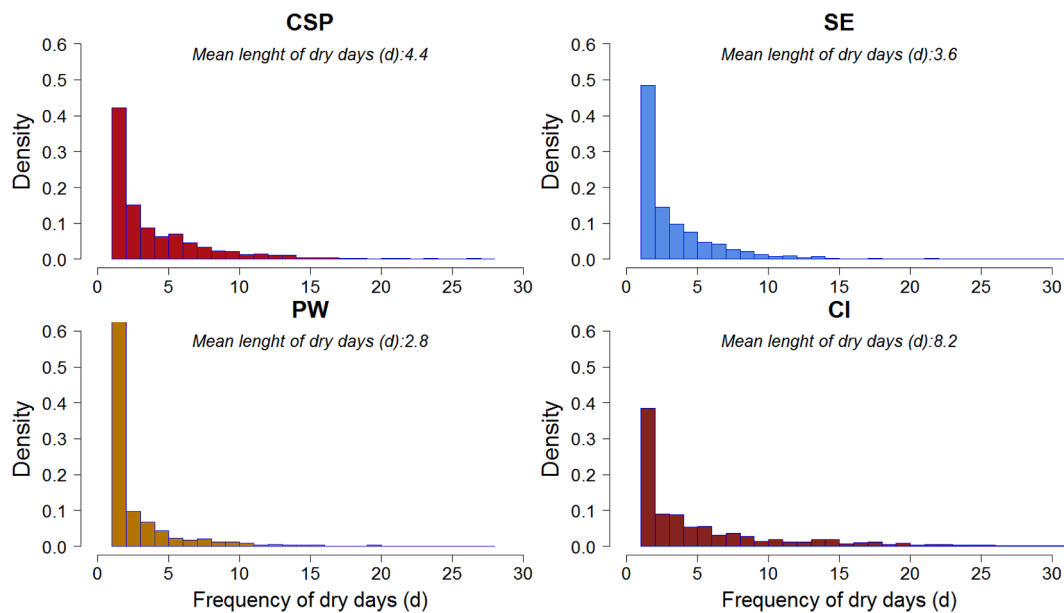 CSP
Mean lenght of dry days (d):4.4
Density
0.6
0.5
0.4
0.3
0.2
0.1
0.0
0 5 10 15 20 25 30
SE
Mean lenght of dry days (d):3.6
Density
0.6
0.5
0.4
0.3
0.2
0.1
0.0
0 5 10 15 20 25 30
PW
Mean lenght of dry days (d):2.8
Density
0.6
0.5
0.4
0.3
0.2
0.1
0.0
0 5 10 15 20 25 30
Frequency of dry days (d)
CI
Mean lenght of dry days (d):8.2
Density
0.6
0.5
0.4
0.3
0.2
0.1
0.0
0 5 10 15 20 25 30
Frequency of dry days (d)